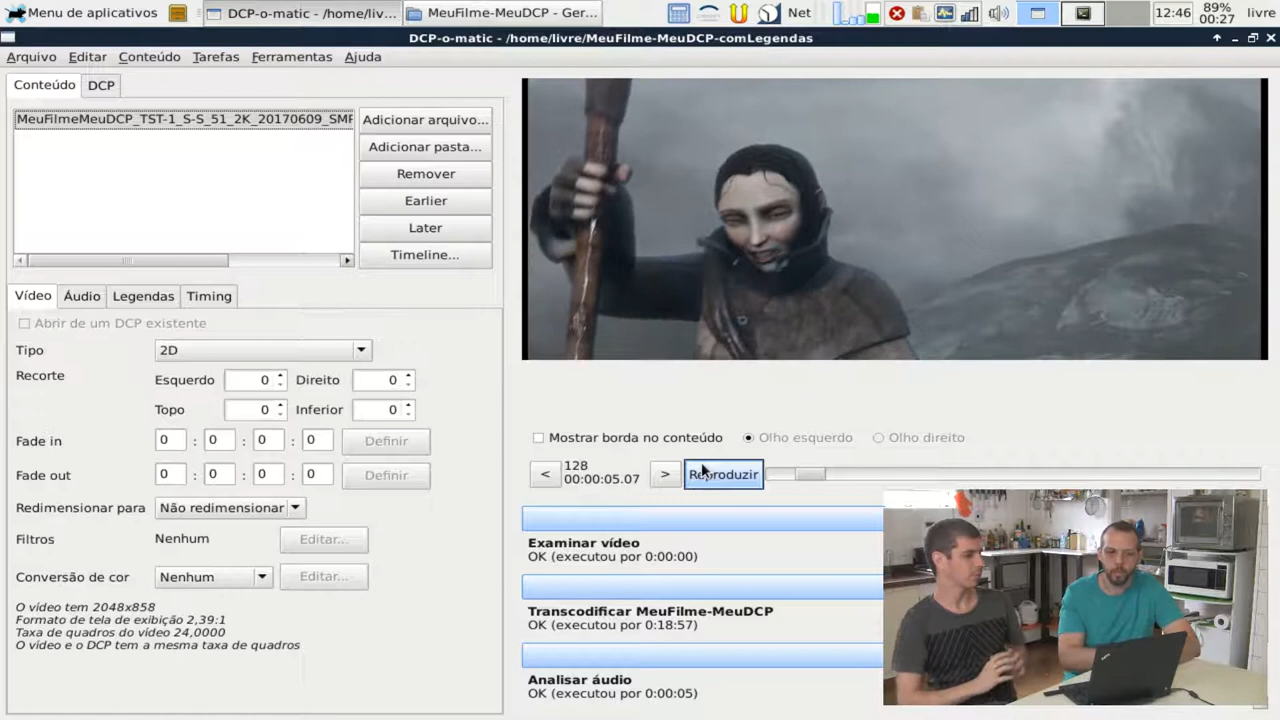 Menu de aplicativos
DCP-o-matic - /home/liv...
MeuFilme-MeuDCP - Ger...
Net
12:46
89%
00:27
livre
DCP-o-matic - /home/livre/MeuFilme-MeuDCP-comLegendas
Arquivo Editar Conteúdo Tarefas Ferramentas Ajuda
Conteúdo DCP
MeuFilmeMeuDCP_TST-1_S-S_51_2K_20170609_SMP
Adicionar arquivo...
Adicionar pasta...
Remover
Earlier
Later
Timeline...
Vídeo Áudio Legendas Timing
Abrir de um DCP existente
Tipo 2D
Recorte
Esquerdo 0 Direito 0
Topo 0 Inferior 0
Fade in 0 : 0 : 0 : 0 Definir
Fade out 0 : 0 : 0 : 0 Definir
Redimensionar para Não redimensionar
Filtros Nenhum Editar...
Conversão de cor Nenhum Editar...
O vídeo tem 2048x858
Formato de tela de exibição 2,39:1
Taxa de quadros do vídeo 24,0000
O vídeo e o DCP tem a mesma taxa de quadros
Mostrar borda no conteúdo Olho esquerdo Olho direito
< 128
00:00:05.07
> Reproduzir
Examinar vídeo
OK (executou por 0:00:00)
Transcodificar MeuFilme-MeuDCP
OK (executou por 0:18:57)
Analisar áudio
OK (executou por 0:00:05)